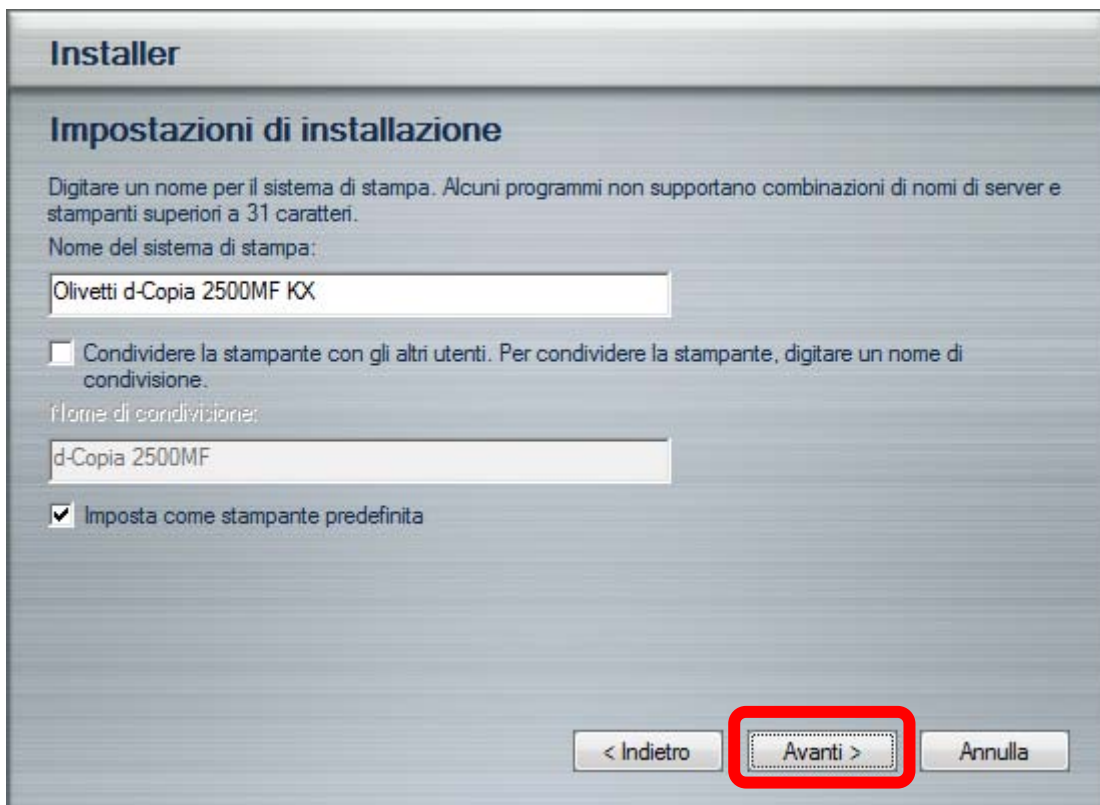 Installer
Impostazioni di installazione
Digitare un nome per il sistema di stampa. Alcuni programmi non supportano combinazioni di nomi di server e
stampanti superiori a 31 caratteri.
Nome del sistema di stampa:
Olivetti d-Copia 2500MF KX
Condividere la stampante con gli altri utenti. Per condividere la stampante, digitare un nome di
condivisione.
Nome di condivisione:
d-Copia 2500MF
Imposta come stampante predefinita
< Indietro Avanti > Annulla